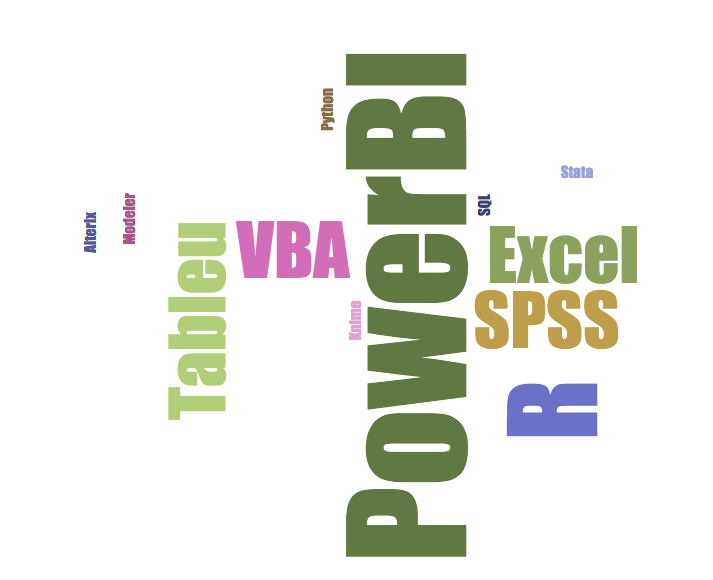 PowerBI
Python
Stata
Alterix
Modeler
SQL
Tableu
VBA
Excel
Knime
SPSS
R